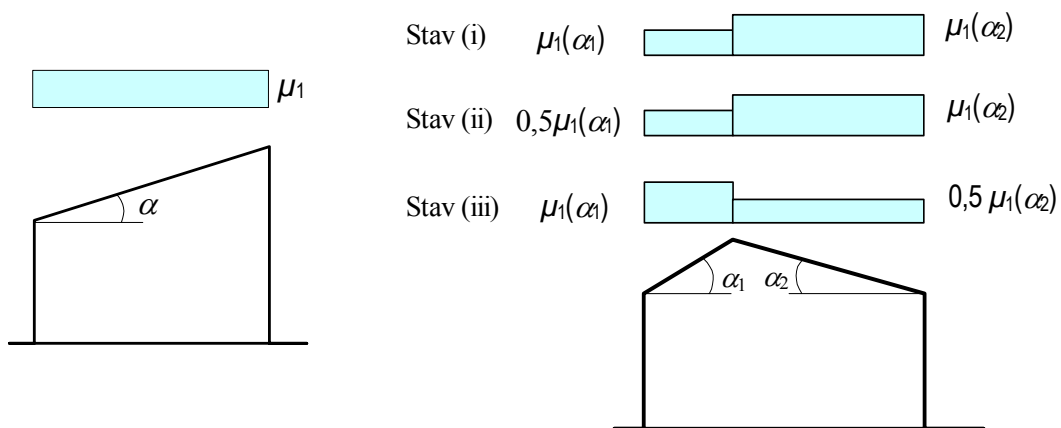 μ1
α
Stav (i) μ1(α1) μ1(α2)
Stav (ii) 0,5μ1(α1) μ1(α2)
Stav (iii) μ1(α1) 0,5 μ1(α2)
α1 α2